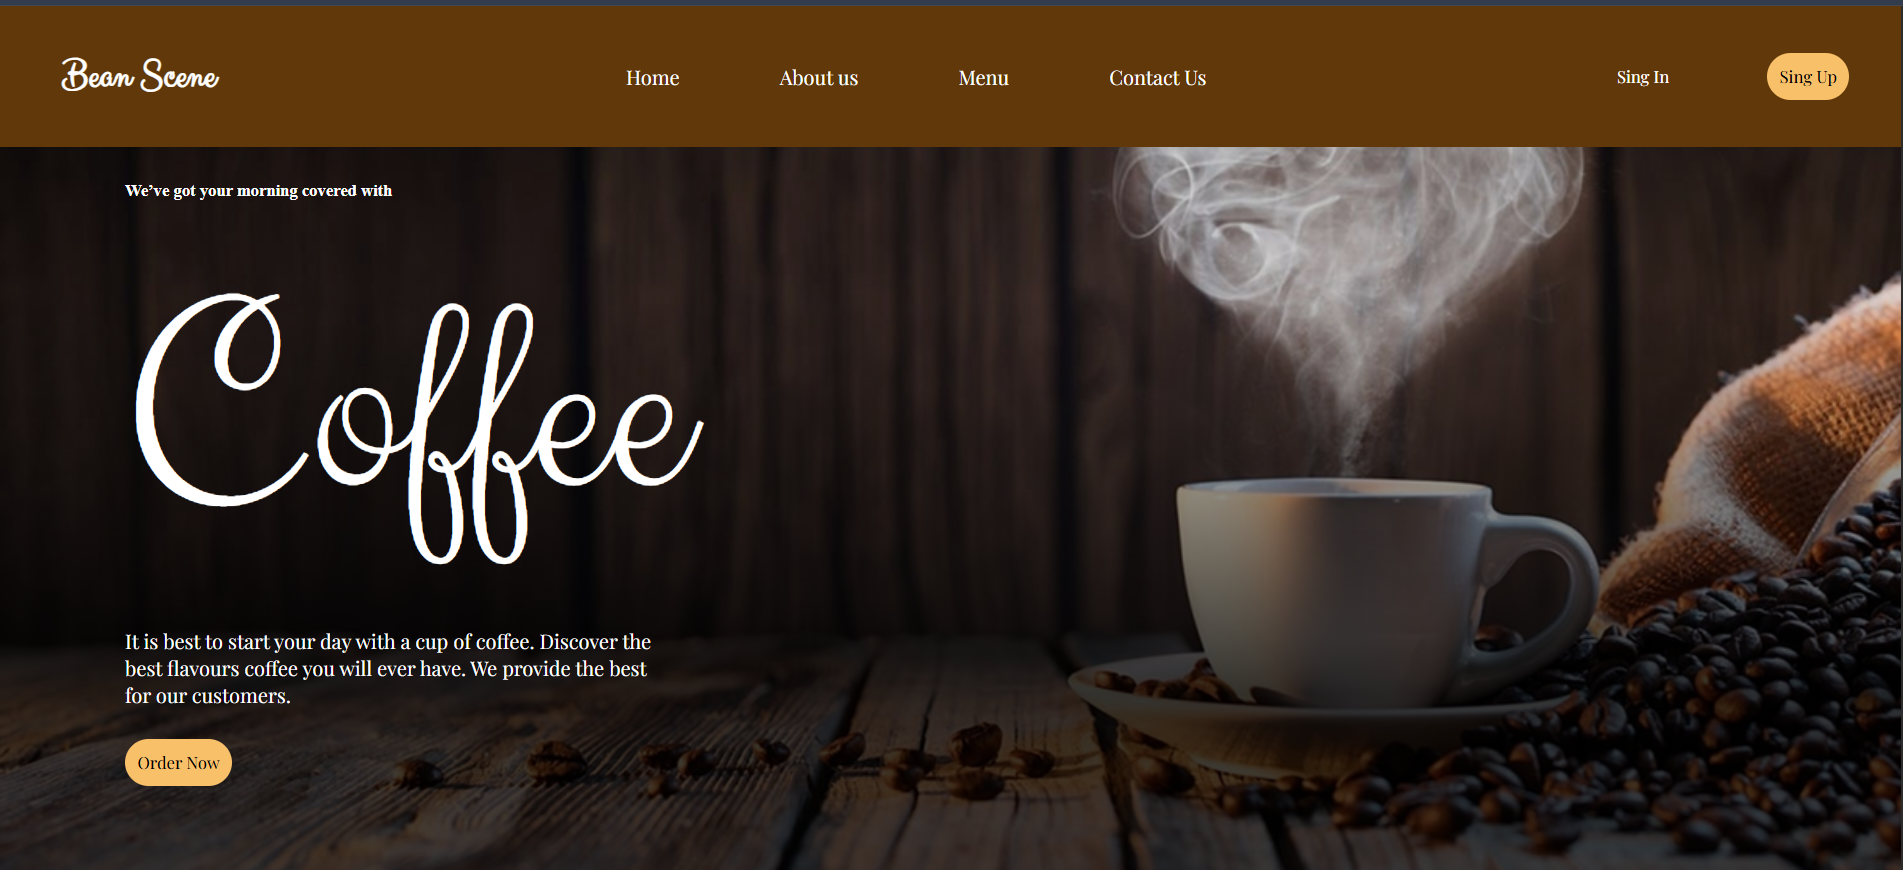 Bean Scene
Home
About us
Menu
Contact Us
Sing In
Sing Up
We’ve got your morning covered with
Coffee
It is best to start your day with a cup of coffee. Discover the
best flavours coffee you will ever have. We provide the best
for our customers.
Order Now